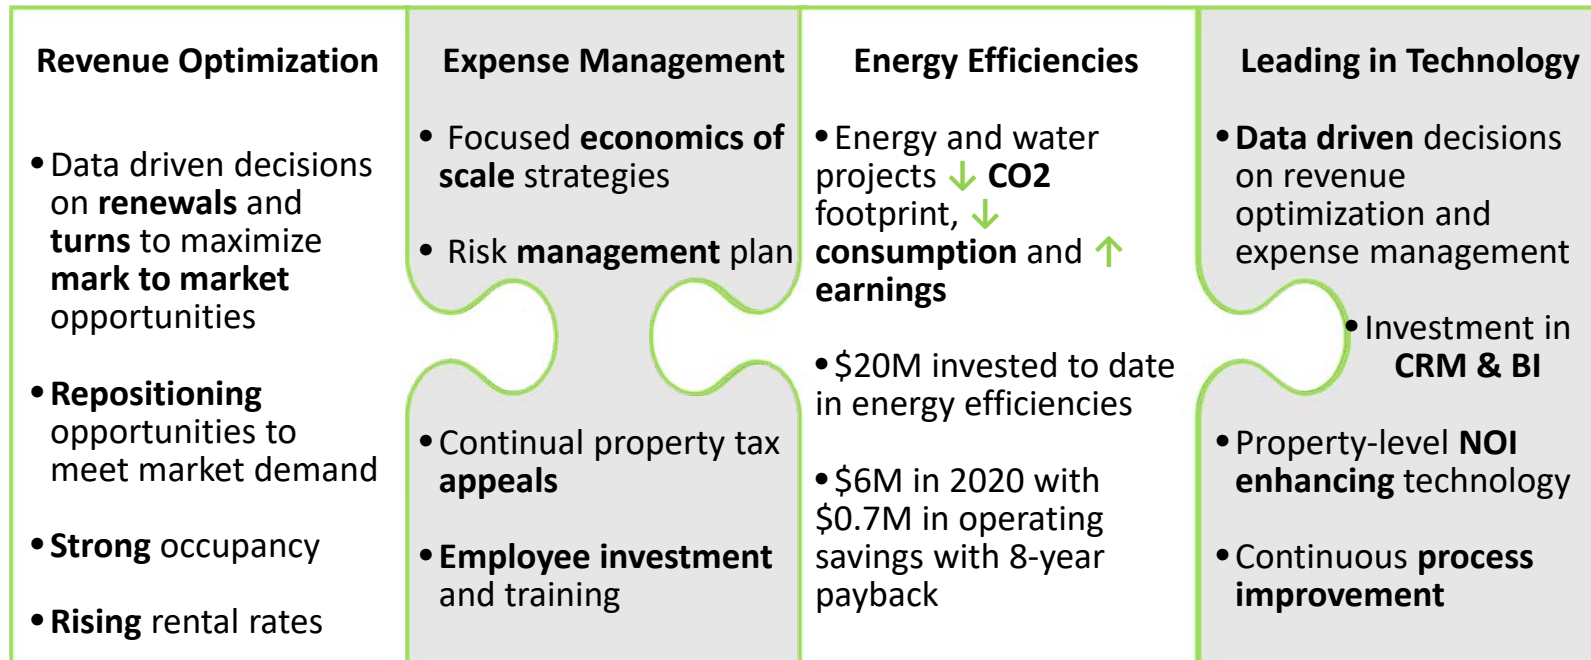 Revenue Optimization
• Data driven decisions
on renewals and
turns to maximize
mark to market
opportunities
• Repositioning
opportunities to
meet market demand
• Strong occupancy
• Rising rental rates
Expense Management
• Focused economics of
scale strategies
• Risk management plan
• Continual property tax
appeals
• Employee investment
and training
Energy Efficiencies
• Energy and water
projects ↓ CO2
footprint, ↓
consumption and ↑
earnings
• $20M invested to date
in energy efficiencies
• $6M in 2020 with
$0.7M in operating
savings with 8-year
payback
Leading in Technology
• Data driven decisions
on revenue
optimization and
expense management
• Investment in
CRM & BI
• Property-level NOI
enhancing technology
• Continuous process
improvement